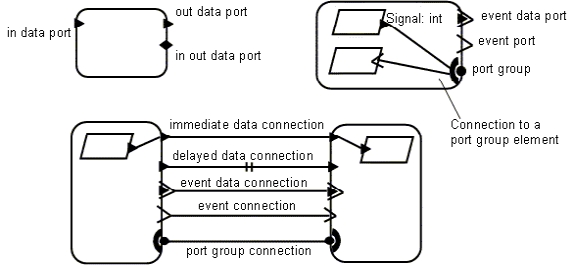 out data port
in data port
in out data port
Signal: int
event data port
event port
port group
Connection to a
port group element
immediate data connection
delayed data connection
event data connection
event connection
port group connection